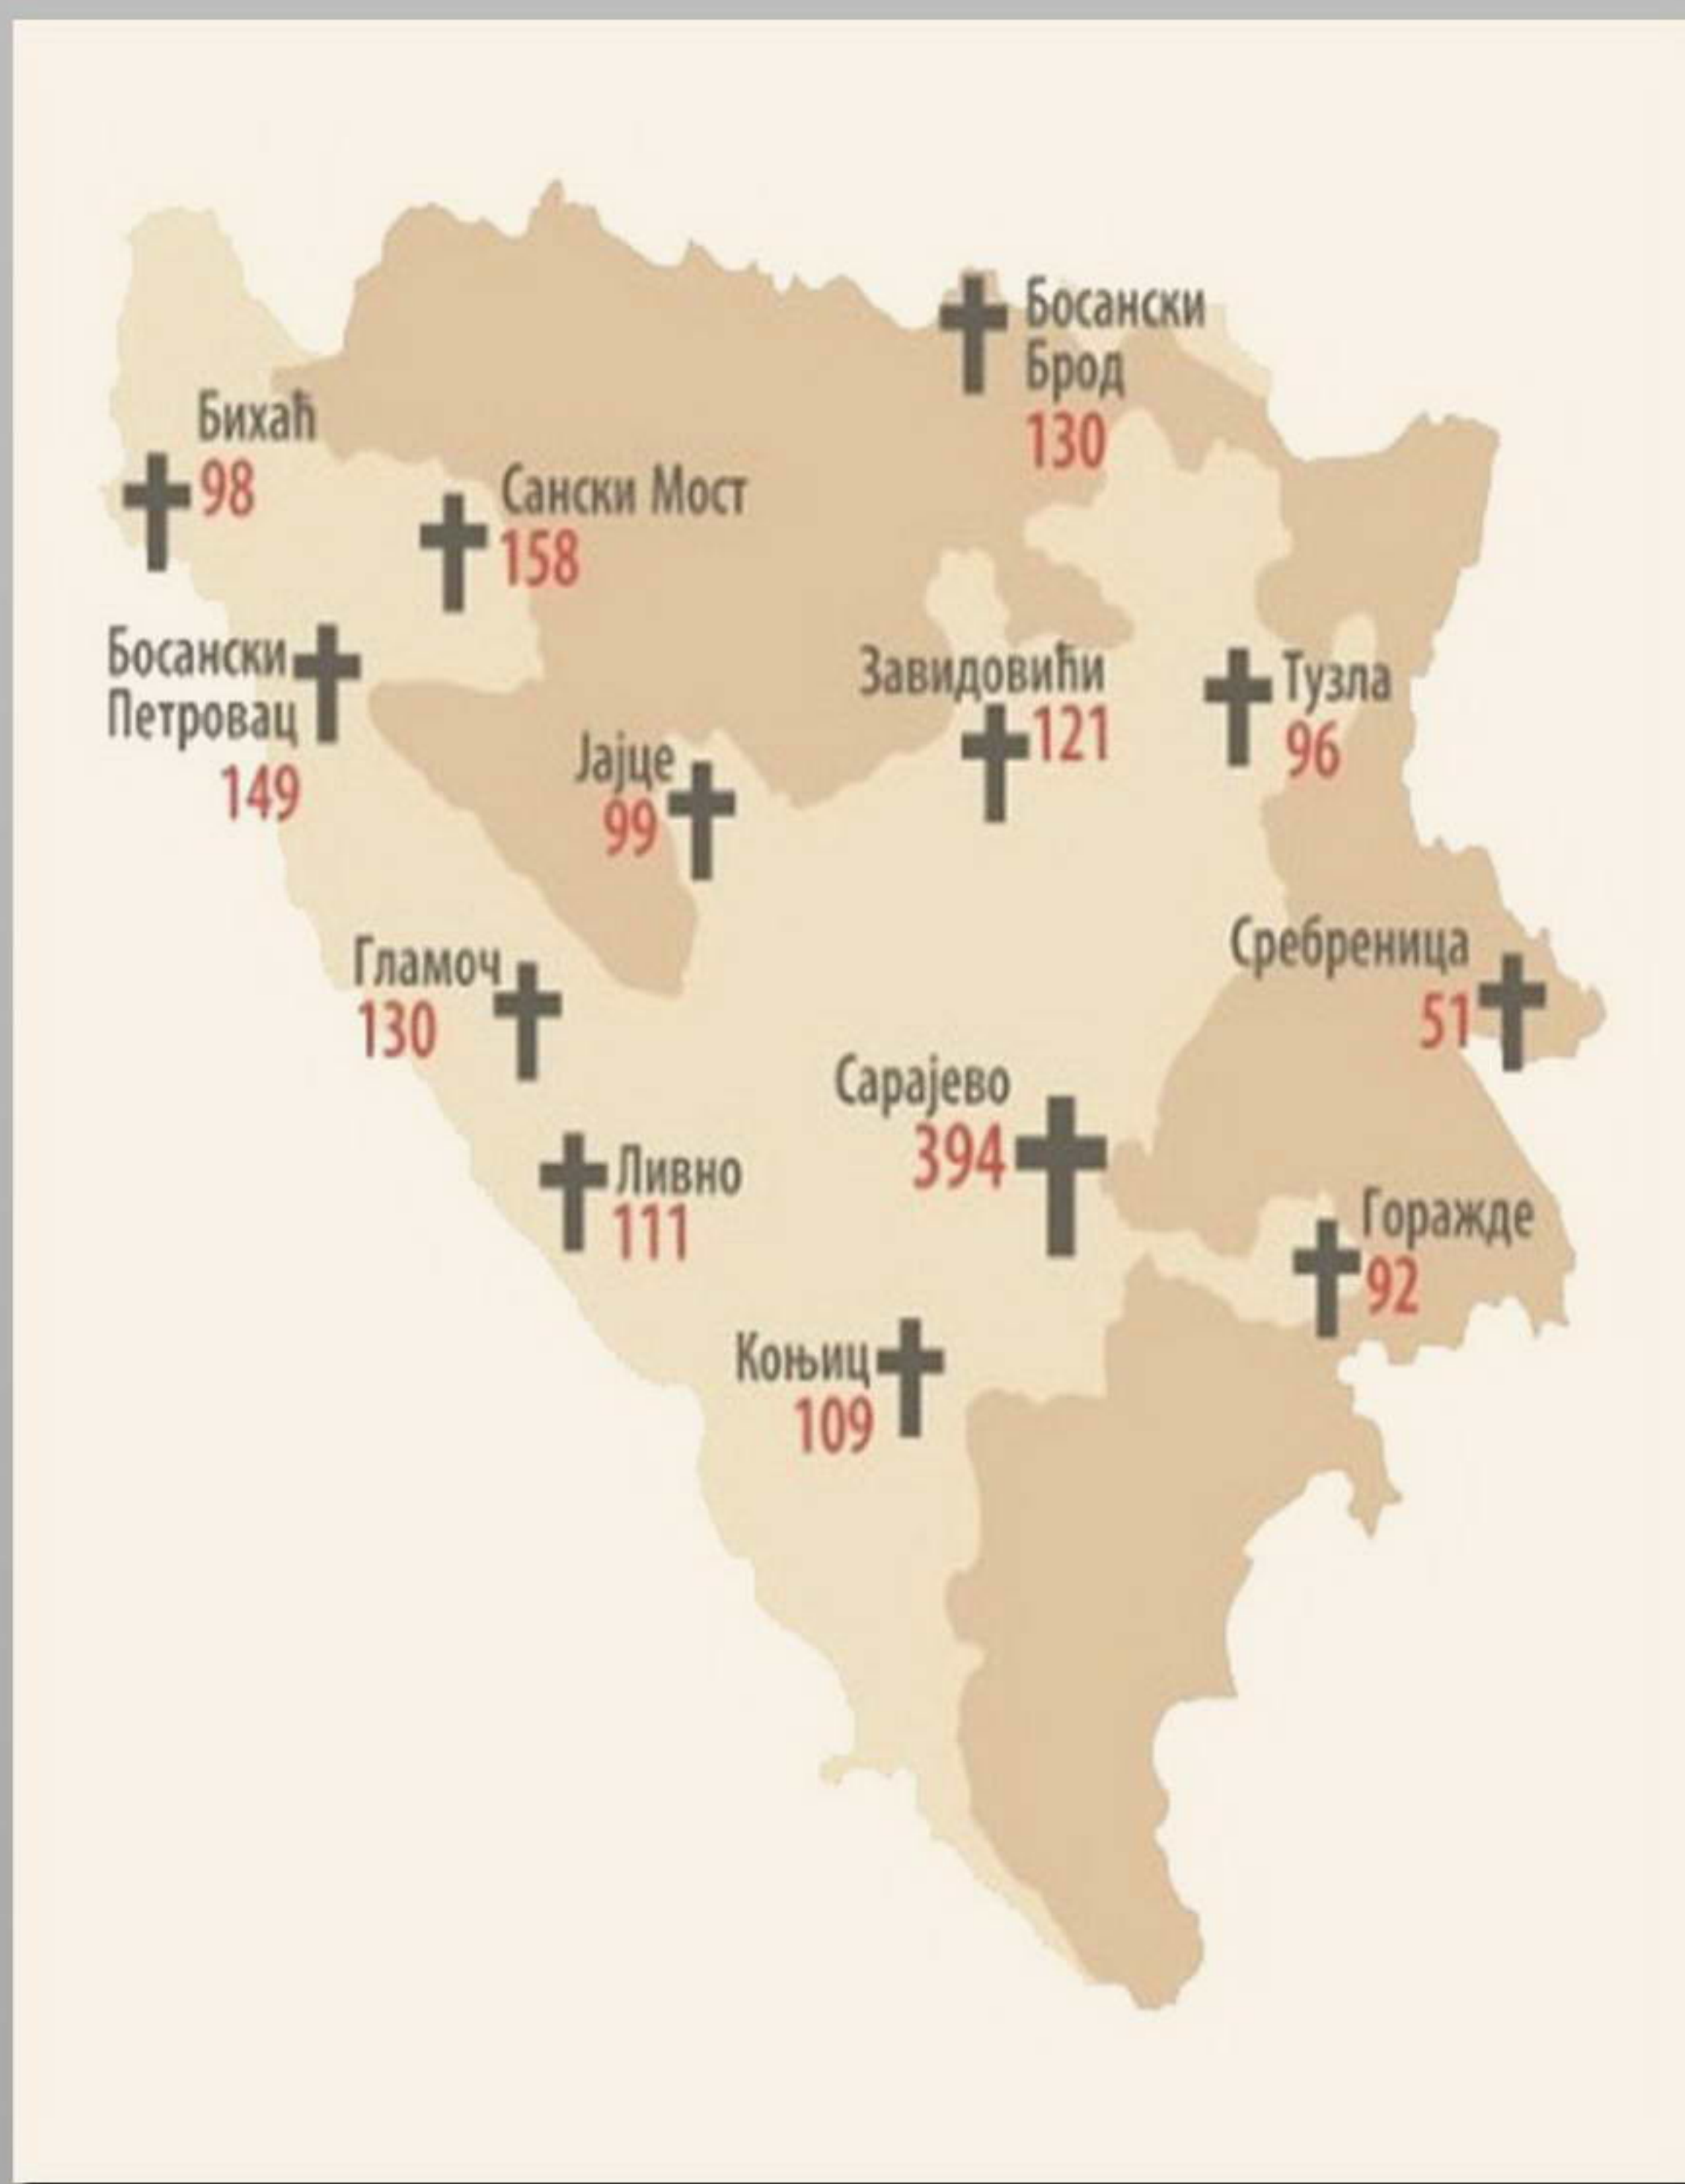 Босански
Брод
130
Бихаћ
98
Сански Мост
158
Босански
Петровац
149
Завидовићи
121
Тузла
96
Јајце
99
Сребреница
51
Гламоч
130
Сарајево
394
Ливно
111
Горажде
92
Коњиц
109